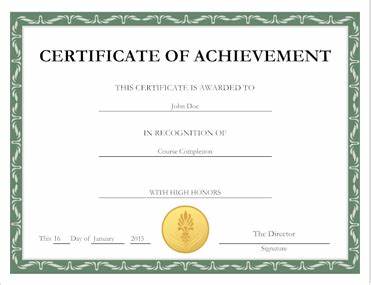 CERTIFICATE OF ACHIEVEMENT
THIS CERTIFICATE IS AWARDED TO
John Doe
IN RECOGNITION OF
Course Completion
WITH HIGH HONORS
This 16 Day of January 2015
The Director
Signature